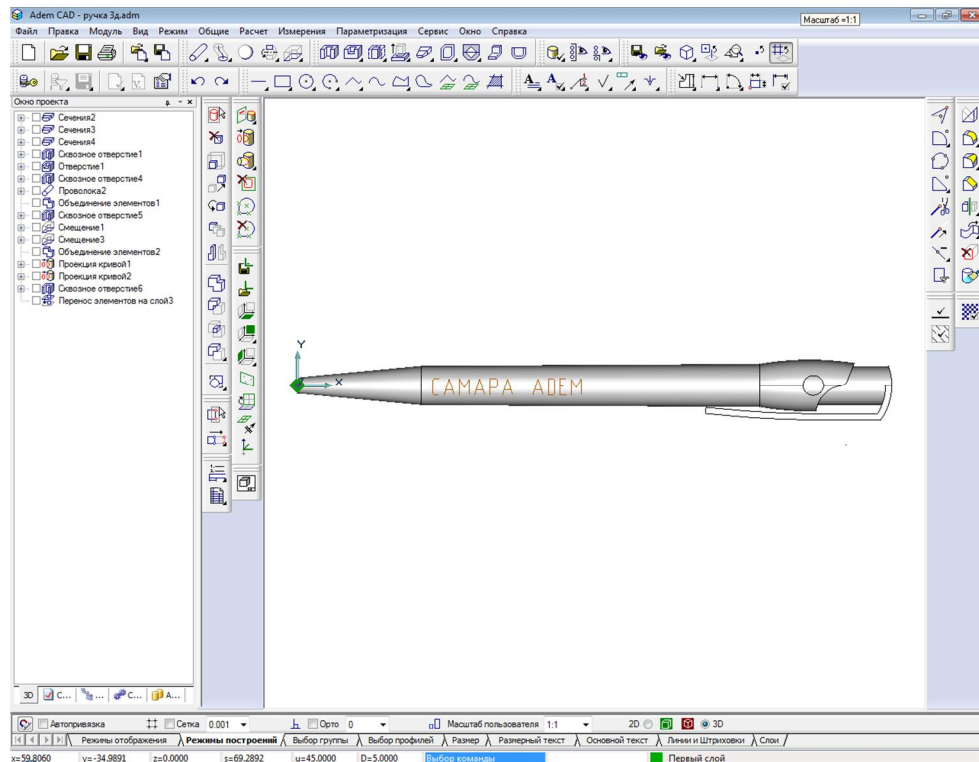 Adem CAD - ручка 3д.adm
Масштаб =1:1
Файл Правка Модуль Вид Режим Общие Расчет Измерения Параметризация Сервис Окно Справка
Окно проекта
Сечения2
Сечения3
Сечения4
Сквозное отверстие1
Отверстие1
Сквозное отверстие4
Проволока2
Объединение элементов1
Сквозное отверстие5
Смещение1
Смещение3
Объединение элементов2
Проекция кривой1
Проекция кривой2
Сквозное отверстие6
Перенос элементов на слой3
Y
X
САМАРА ADEM
3D С... ... С... А...
Автопривязка Сетка 0.001 Орто 0 Масштаб пользователя 1:1 2D 3D
Режимы отображения Режимы построений Выбор группы Выбор профилей Размер Размерный текст Основной текст Линии и Штриховки Слои
x=59.8060 y=-34.9891 z=0.0000 s=69.2892 u=45.0000 D=5.0000 Выбор команды Первый слой